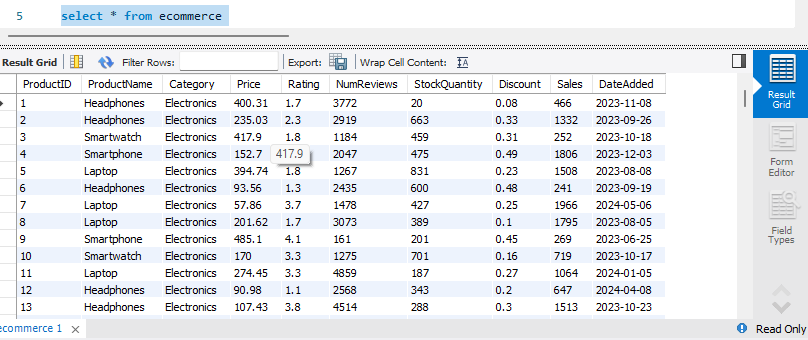 5 select * from ecommerce
Result Grid Filter Rows: Export: Wrap Cell Content: IA
ProductID ProductName Category Price Rating NumReviews StockQuantity Discount Sales DateAdded
1 Headphones Electronics 400.31 1.7 3772 20 0.08 466 2023-11-08
2 Headphones Electronics 235.03 2.3 2919 663 0.33 1332 2023-09-26
3 Smartwatch Electronics 417.9 1.8 1184 459 0.31 252 2023-10-18
4 Smartphone Electronics 152.7 417.9 2047 475 0.49 1806 2023-12-03
5 Laptop Electronics 394.74 1.8 1267 831 0.23 1508 2023-08-08
6 Headphones Electronics 93.56 1.3 2435 600 0.48 241 2023-09-19
7 Laptop Electronics 57.86 3.7 1478 427 0.25 1966 2024-05-06
8 Laptop Electronics 201.62 1.7 3073 389 0.1 1795 2023-08-05
9 Smartphone Electronics 485.1 4.1 161 201 0.45 269 2023-06-25
10 Smartwatch Electronics 170 3.3 1275 701 0.16 719 2023-10-17
11 Laptop Electronics 274.45 3.3 4859 187 0.27 1064 2024-01-05
12 Headphones Electronics 90.98 1.1 2568 343 0.2 647 2024-04-08
13 Headphones Electronics 107.43 3.8 4514 288 0.3 1513 2023-10-23
Result
Grid
Form
Editor
Field
Types
ecommerce 1
Read Only